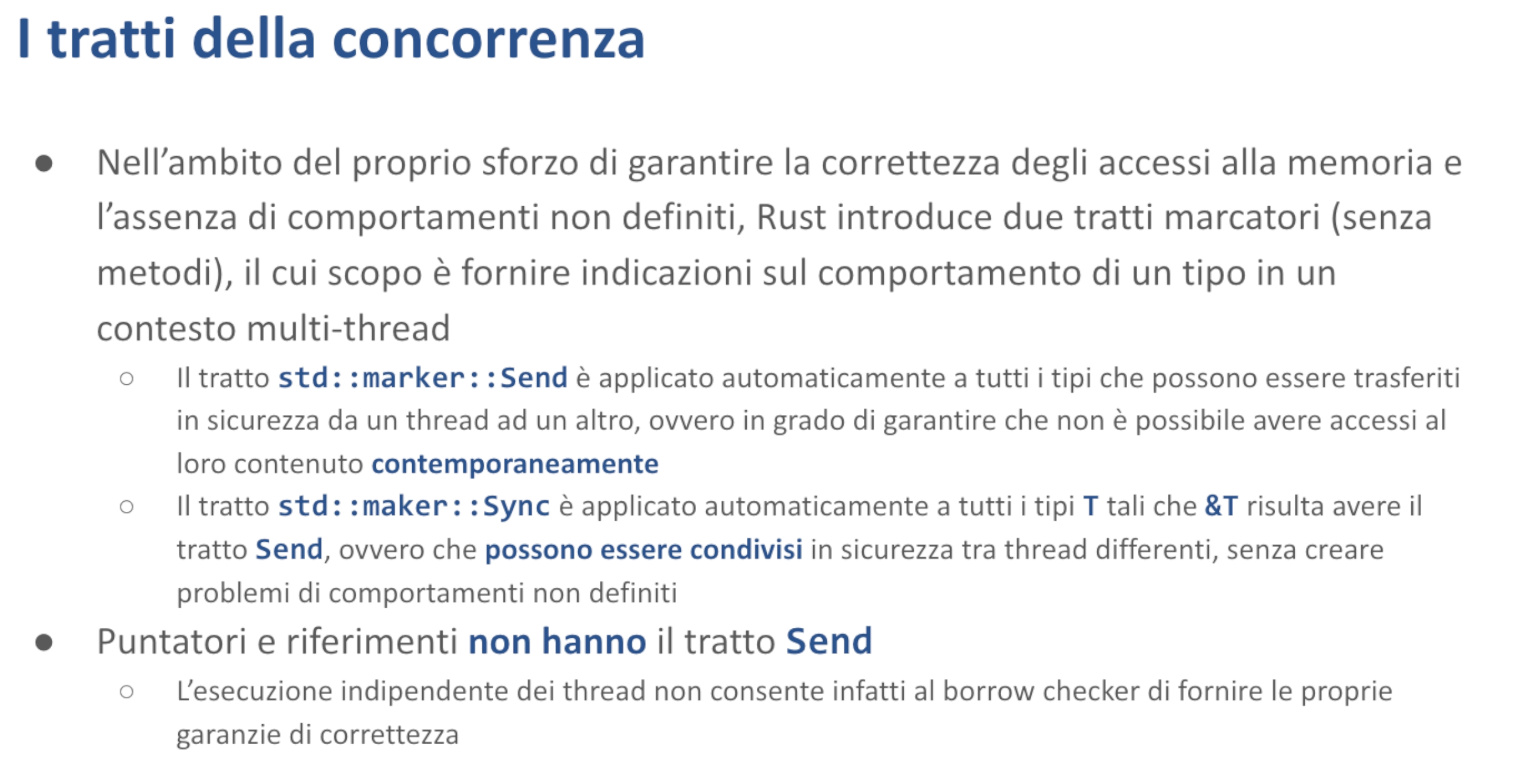 I tratti della concorrenza
● Nell’ambito del proprio sforzo di garantire la correttezza degli accessi alla memoria e
l’assenza di comportamenti non definiti, Rust introduce due tratti marcatori (senza
metodi), il cui scopo è fornire indicazioni sul comportamento di un tipo in un
contesto multi-thread
○ Il tratto std::marker::Send è applicato automaticamente a tutti i tipi che possono essere trasferiti
in sicurezza da un thread ad un altro, ovvero in grado di garantire che non è possibile avere accessi al
loro contenuto contemporaneamente
○ Il tratto std::maker::Sync è applicato automaticamente a tutti i tipi T tali che &T risulta avere il
tratto Send, ovvero che possono essere condivisi in sicurezza tra thread differenti, senza creare
problemi di comportamenti non definiti
● Puntatori e riferimenti non hanno il tratto Send
○ L’esecuzione indipendente dei thread non consente infatti al borrow checker di fornire le proprie
garanzie di correttezza